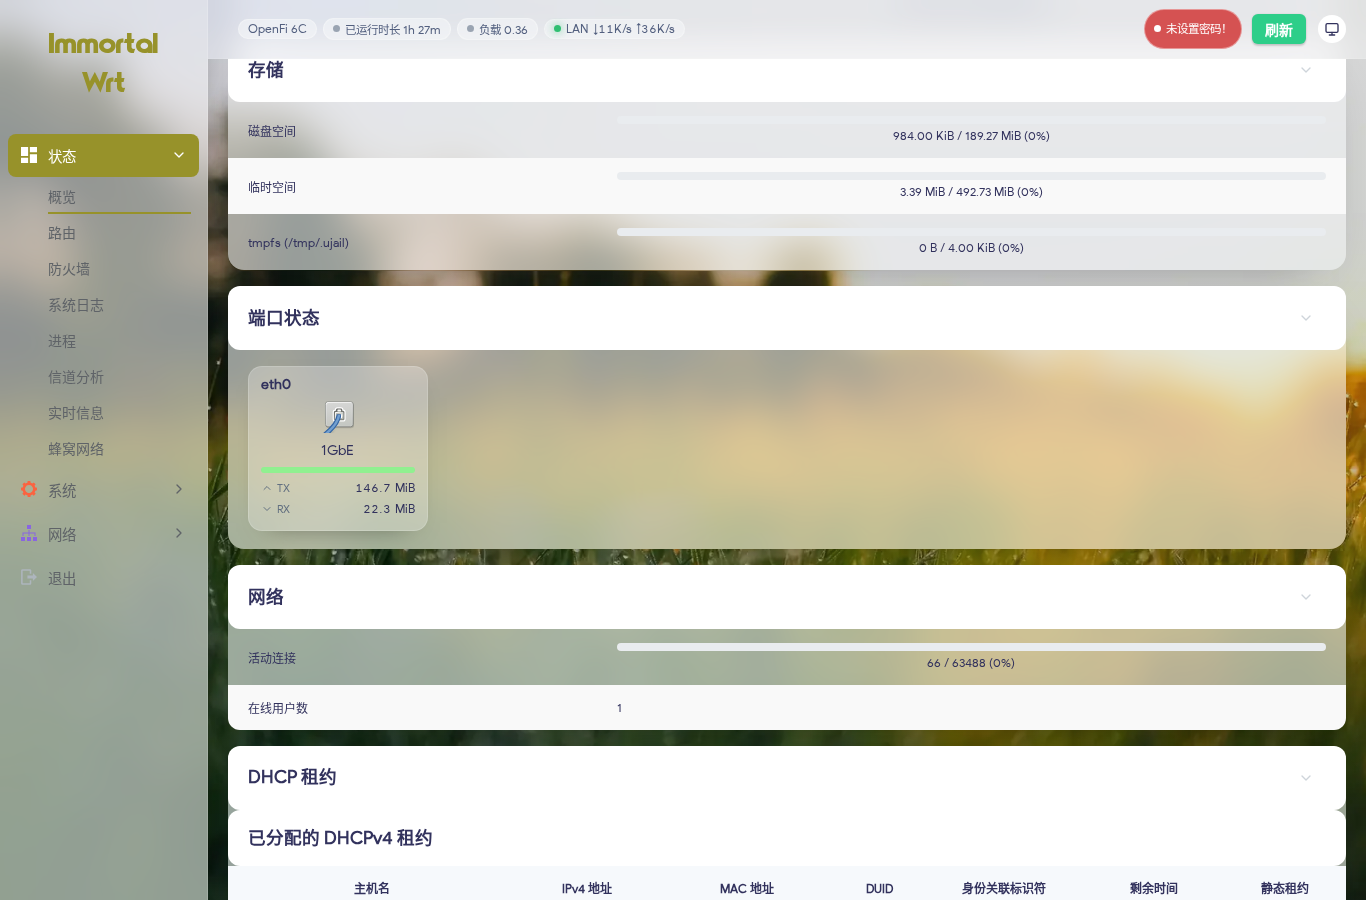 Immortal
Wrt
OpenFi 6C
已运行时长 1h 27m
负载 0.36
LAN ↓11K/s ↑36K/s
未设置密码!
刷新
状态
概览
路由
防火墙
系统日志
进程
信道分析
实时信息
蜂窝网络
系统
网络
退出
存储
磁盘空间
984.00 KiB / 189.27 MiB (0%)
临时空间
3.39 MiB / 492.73 MiB (0%)
tmpfs (/tmp/.ujail)
0 B / 4.00 KiB (0%)
端口状态
eth0
1GbE
TX 146.7 MiB
RX 22.3 MiB
网络
活动连接
66 / 63488 (0%)
在线用户数 1
DHCP 租约
已分配的 DHCPv4 租约
主机名 IPv4 地址 MAC 地址 DUID 身份关联标识符 剩余时间 静态租约